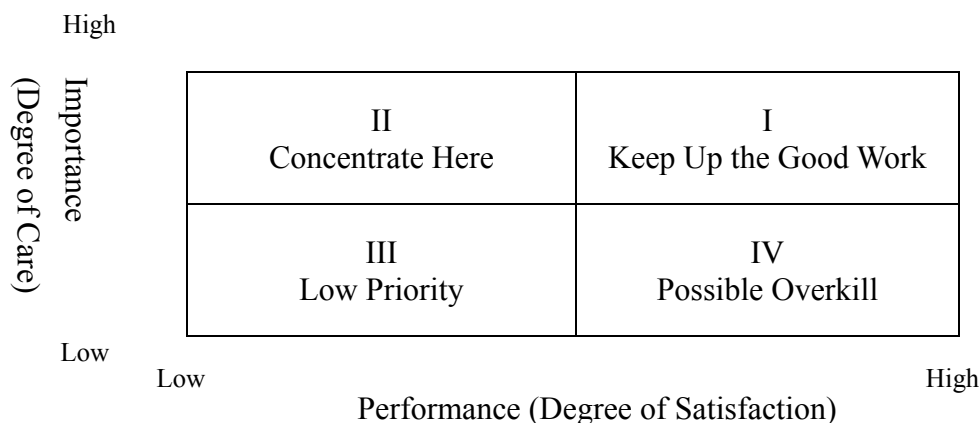 High
Importance
(Degree of Care)
II
Concentrate Here
I
Keep Up the Good Work
III
Low Priority
IV
Possible Overkill
Low
Low
High
Performance (Degree of Satisfaction)